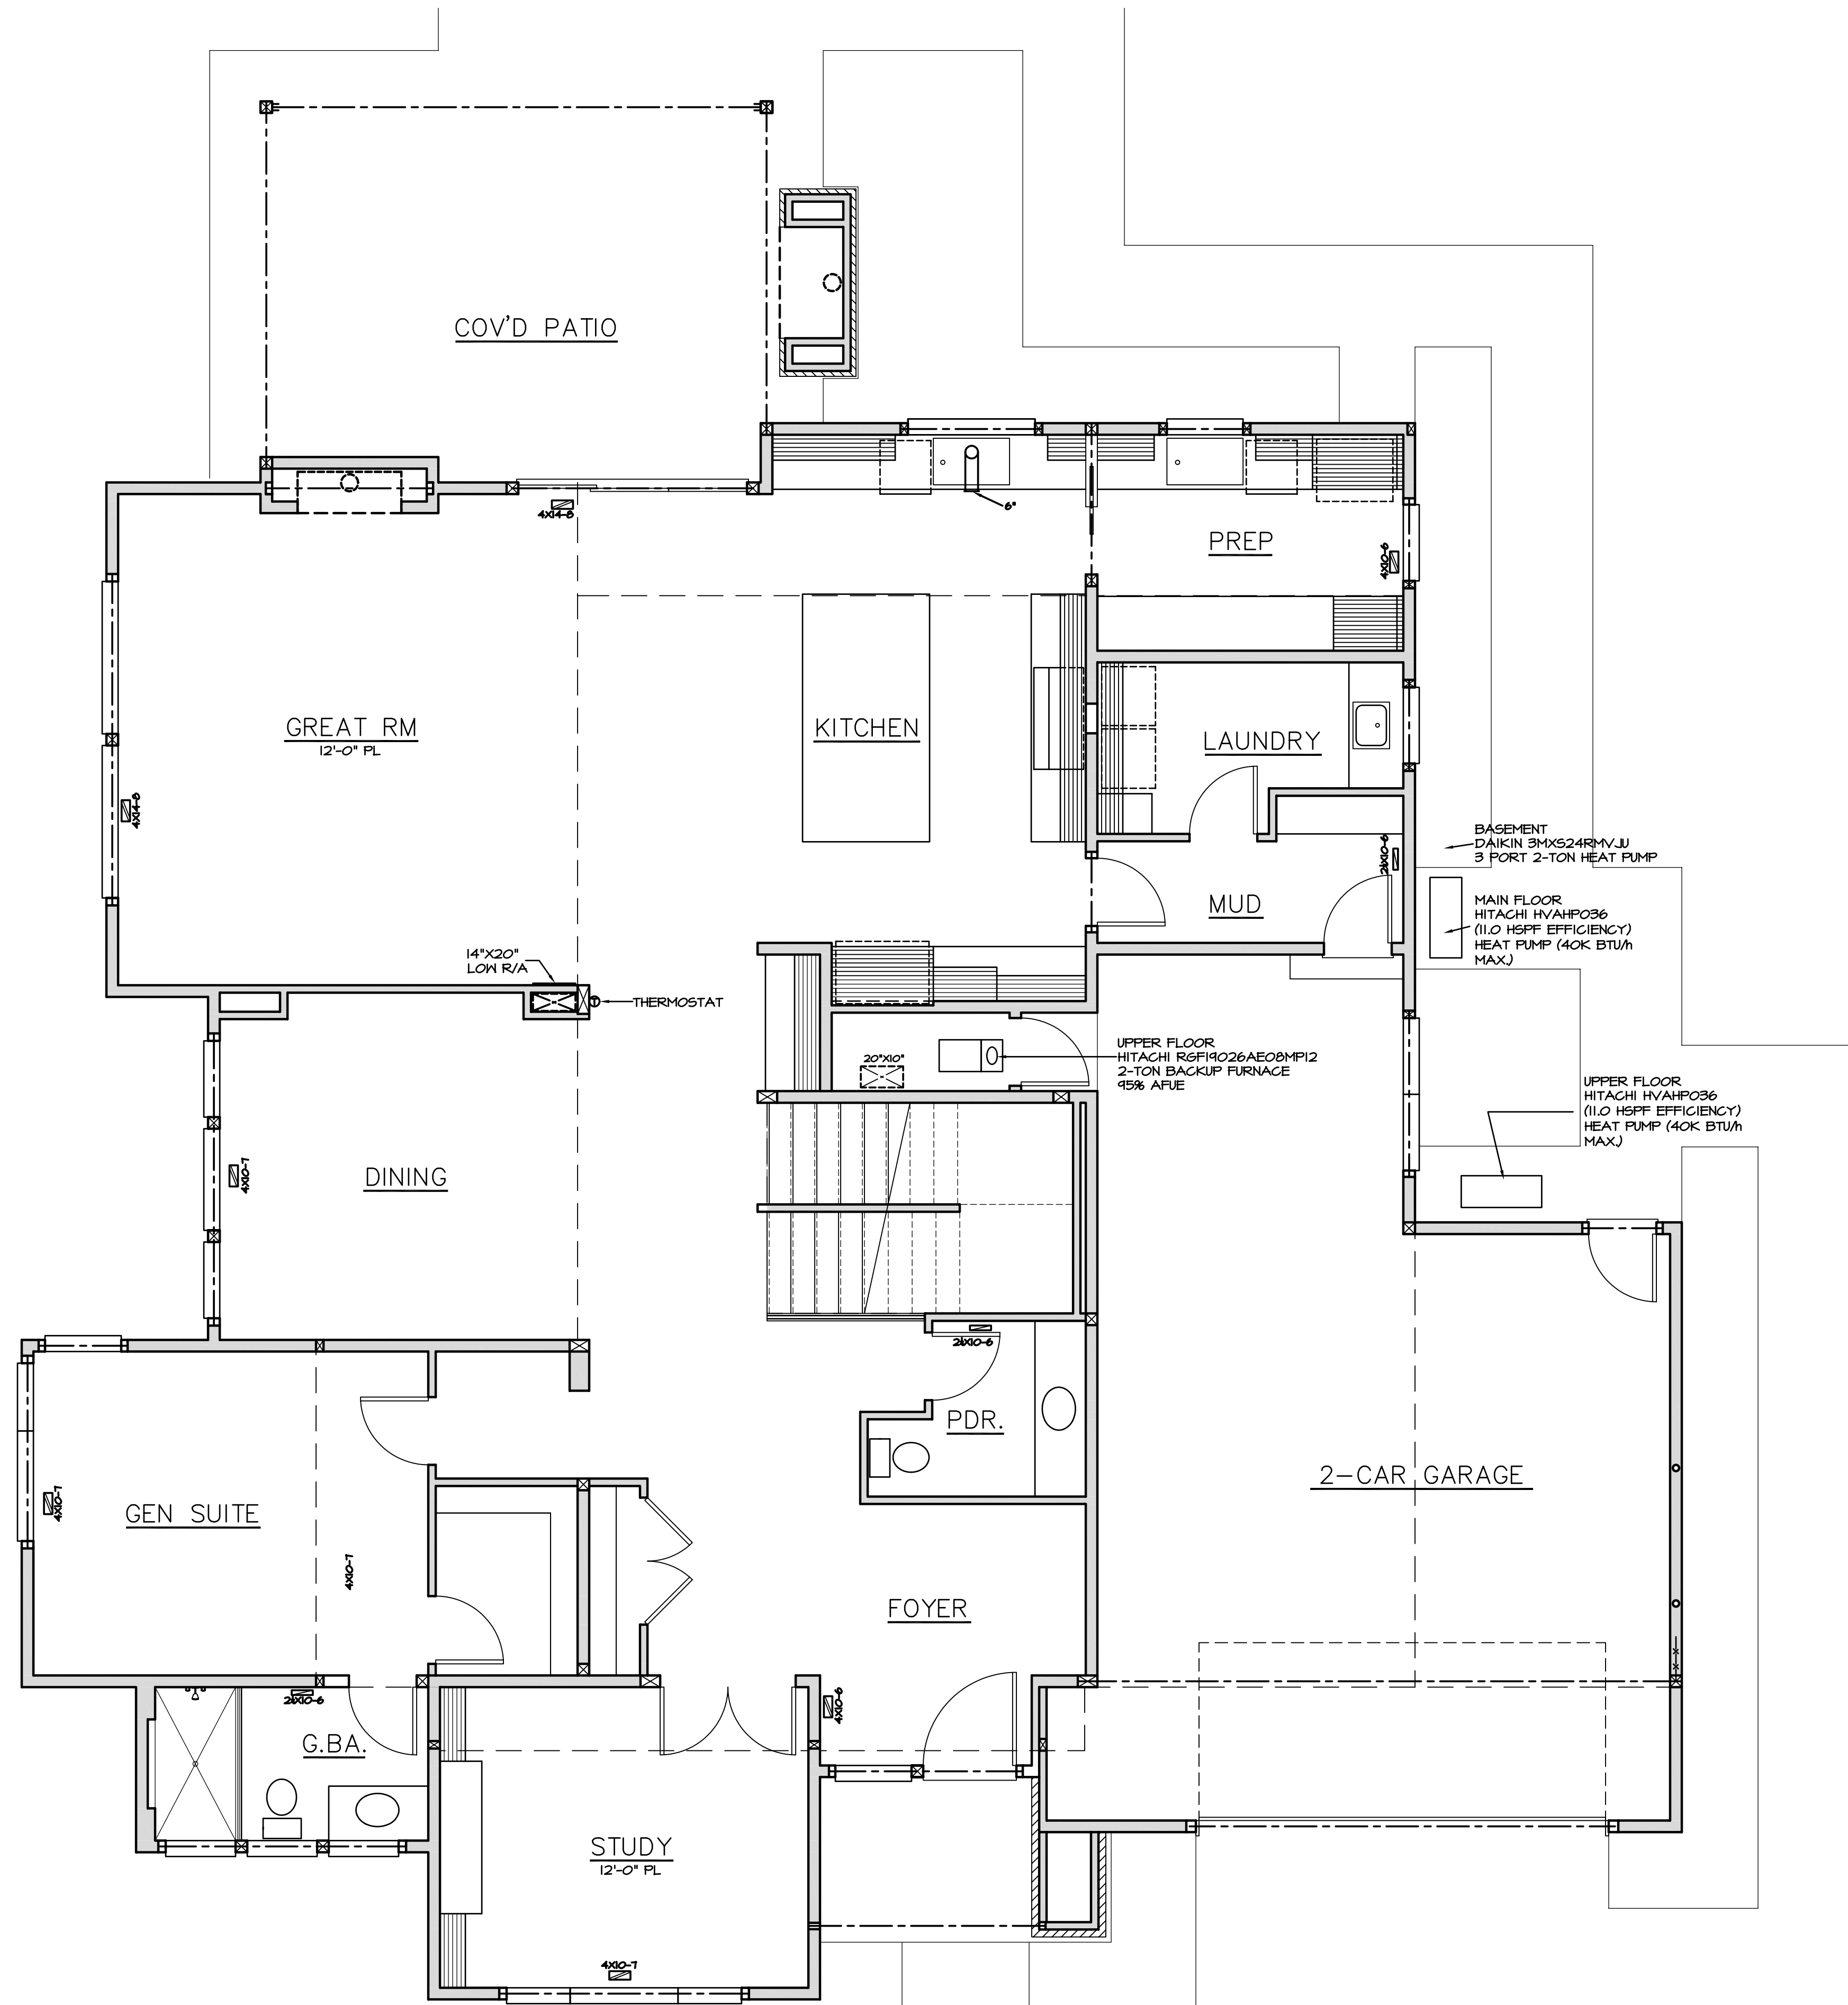 COV'D PATIO
4X14-8
6"
PREP
4X10-6
GREAT RM
12'-0" PL
KITCHEN
LAUNDRY
4X14-8
BASEMENT
DAIKIN 3MXS24RMVJU
3 PORT 2-TON HEAT PUMP
2½X10-6
MUD
MAIN FLOOR
HITACHI HVAHP036
(11.0 HSPF EFFICIENCY)
HEAT PUMP (40K BTU/h
MAX.)
14"X20"
LOW R/A
THERMOSTAT
UPPER FLOOR
HITACHI RGF19026AE08MP12
2-TON BACKUP FURNACE
95% AFUE
20"X10"
UPPER FLOOR
HITACHI HVAHP036
(11.0 HSPF EFFICIENCY)
HEAT PUMP (40K BTU/h
MAX.)
DINING
4X10-7
2½X10-6
PDR.
2-CAR GARAGE
GEN SUITE
4X10-7
4X10-7
FOYER
2½X10-6
4X10-6
G.BA.
STUDY
12'-0" PL
4X10-7